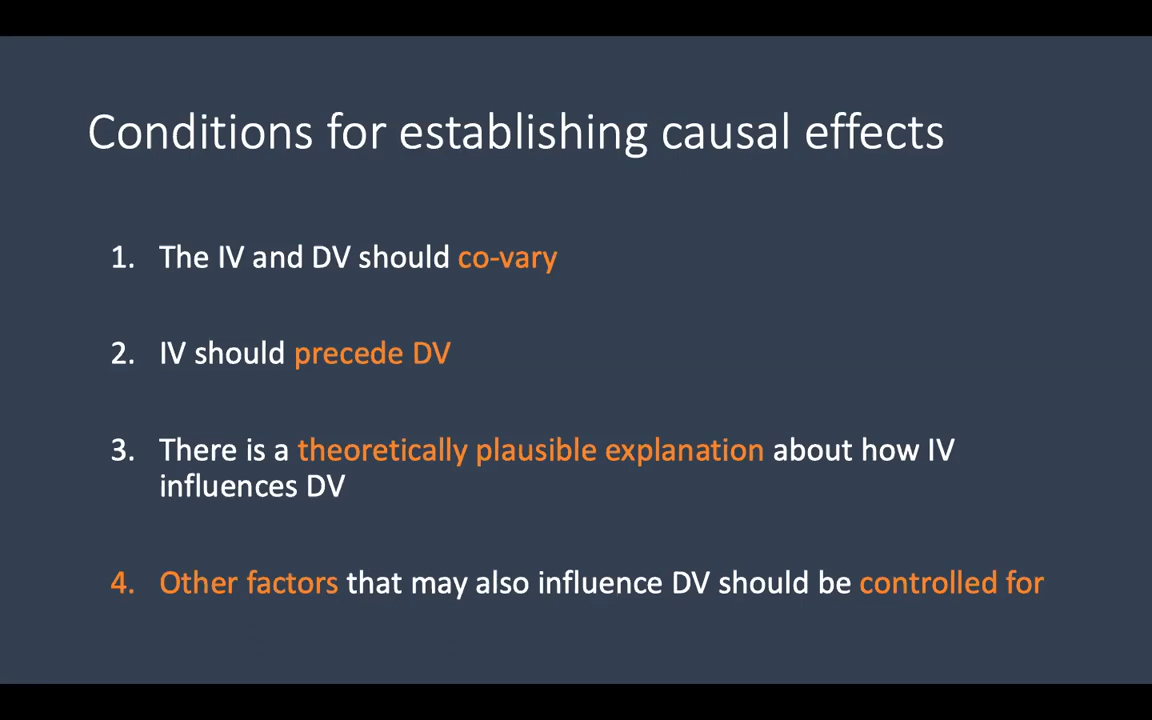 Conditions for establishing causal effects
1. The IV and DV should co-vary
2. IV should precede DV
3. There is a theoretically plausible explanation about how IV
influences DV
4. Other factors that may also influence DV should be controlled for